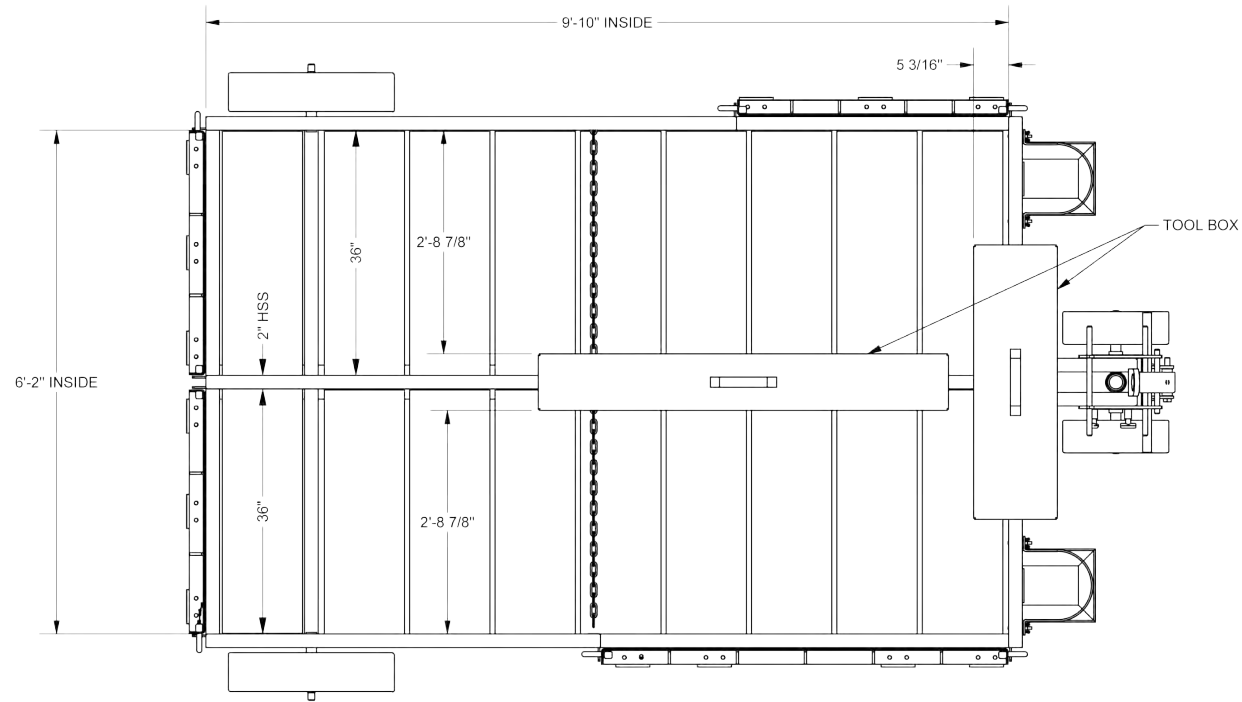 9'-10" INSIDE
5 3/16"
36"
2'-8 7/8"
TOOL BOX
2" HSS
6'-2" INSIDE
36"
2'-8 7/8"